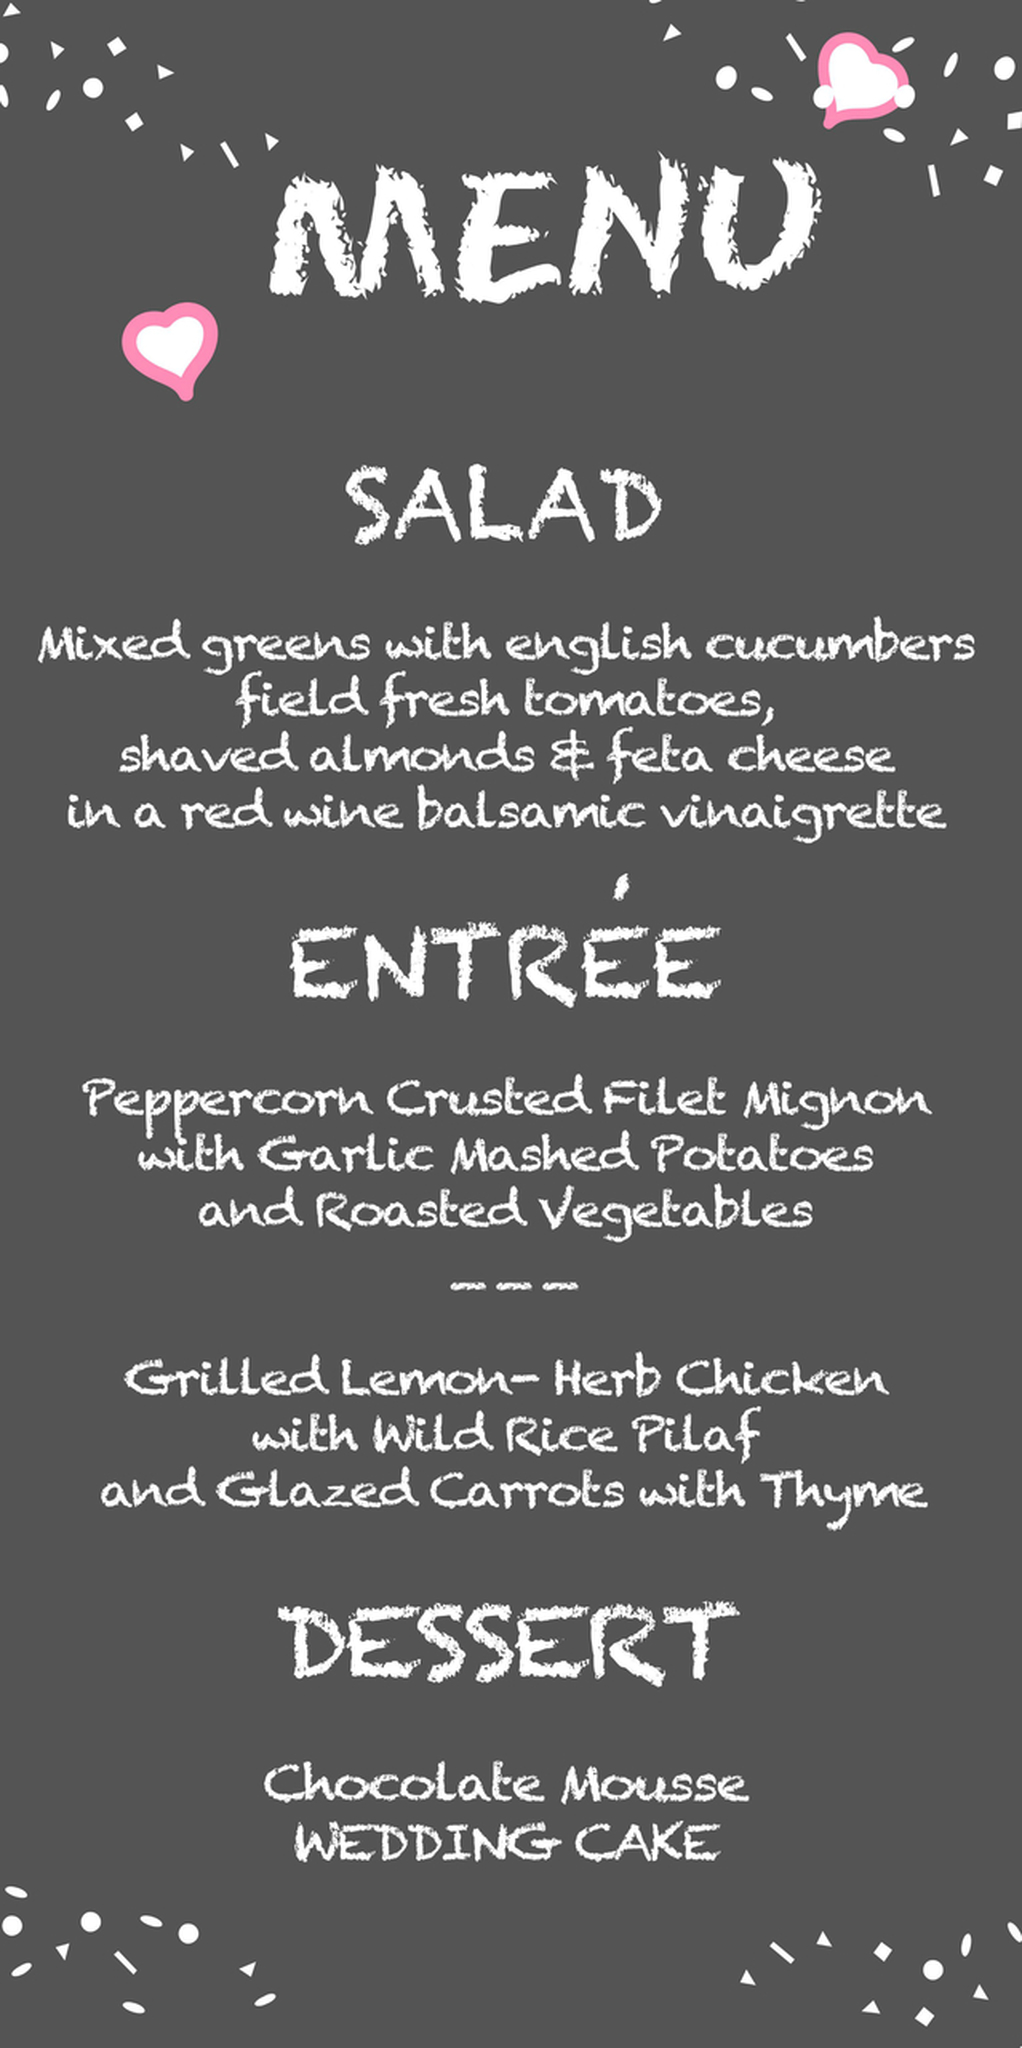 MENU
SALAD
Mixed greens with english cucumbers
field fresh tomatoes,
shaved almonds & feta cheese
in a red wine balsamic vinaigrette
ENTRÉE
Peppercorn Crusted Filet Mignon
with Garlic Mashed Potatoes
and Roasted Vegetables
---
Grilled Lemon- Herb Chicken
with Wild Rice Pilaf
and Glazed Carrots with Thyme
DESSERT
Chocolate Mousse
WEDDING CAKE